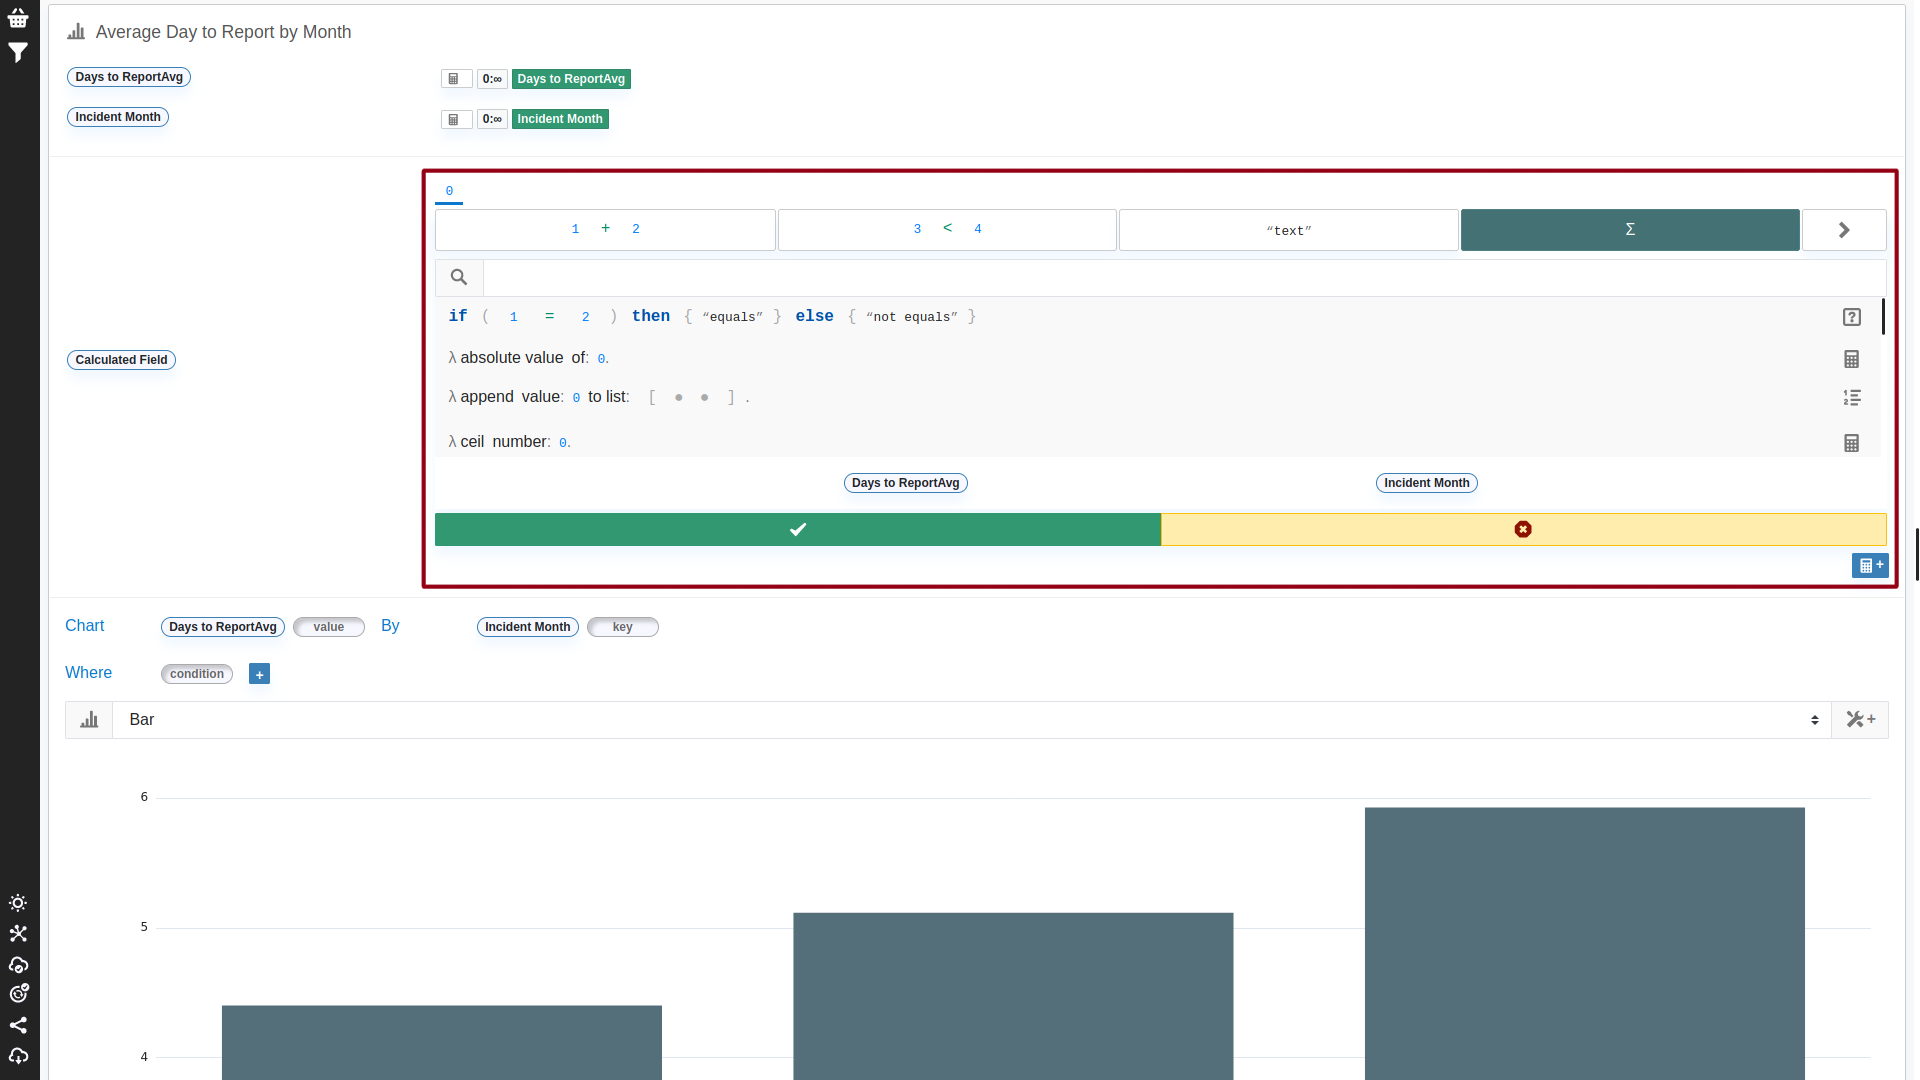 Average Day to Report by Month
Days to ReportAvg
0:∞ Days to ReportAvg
Incident Month
0:∞ Incident Month
0
1 + 2
3 < 4
“text”
Σ
if ( 1 = 2 ) then { “equals” } else { “not equals” }
λ absolute value of: 0.
Calculated Field
λ append value: 0 to list: [ ● ● ] .
λ ceil number: 0.
Days to ReportAvg
Incident Month
+
Chart Days to ReportAvg value By Incident Month key
Where condition +
Bar
+
6
5
4